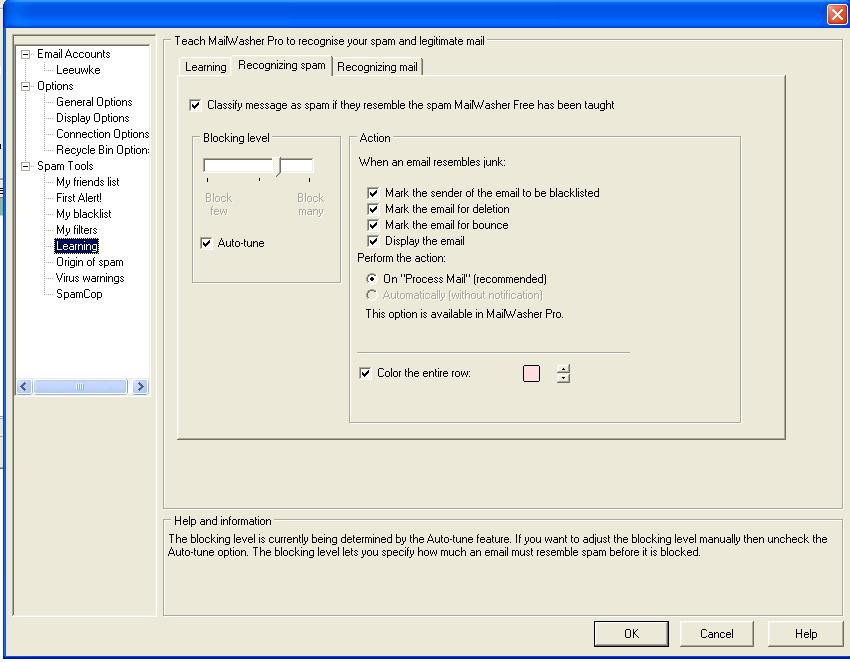 Teach MailWasher Pro to recognise your spam and legitimate mail
Email Accounts
Leeuwke
Options
General Options
Display Options
Connection Options
Recycle Bin Option
Spam Tools
My friends list
First Alert!
My blacklist
My filters
Learning
Origin of spam
Virus warnings
SpamCop
Learning
Recognizing spam
Recognizing mail
Classify message as spam if they resemble the spam MailWasher Free has been taught
Blocking level
Block
few
Block
many
Auto-tune
Action
When an email resembles junk:
Mark the sender of the email to be blacklisted
Mark the email for deletion
Mark the email for bounce
Display the email
Perform the action:
On "Process Mail" (recommended)
Automatically (without notification)
This option is available in MailWasher Pro.
Color the entire row:
Help and information
The blocking level is currently being determined by the Auto-tune feature. If you want to adjust the blocking level manually then uncheck the
Auto-tune option. The blocking level lets you specify how much an email must resemble spam before it is blocked.
OK
Cancel
Help